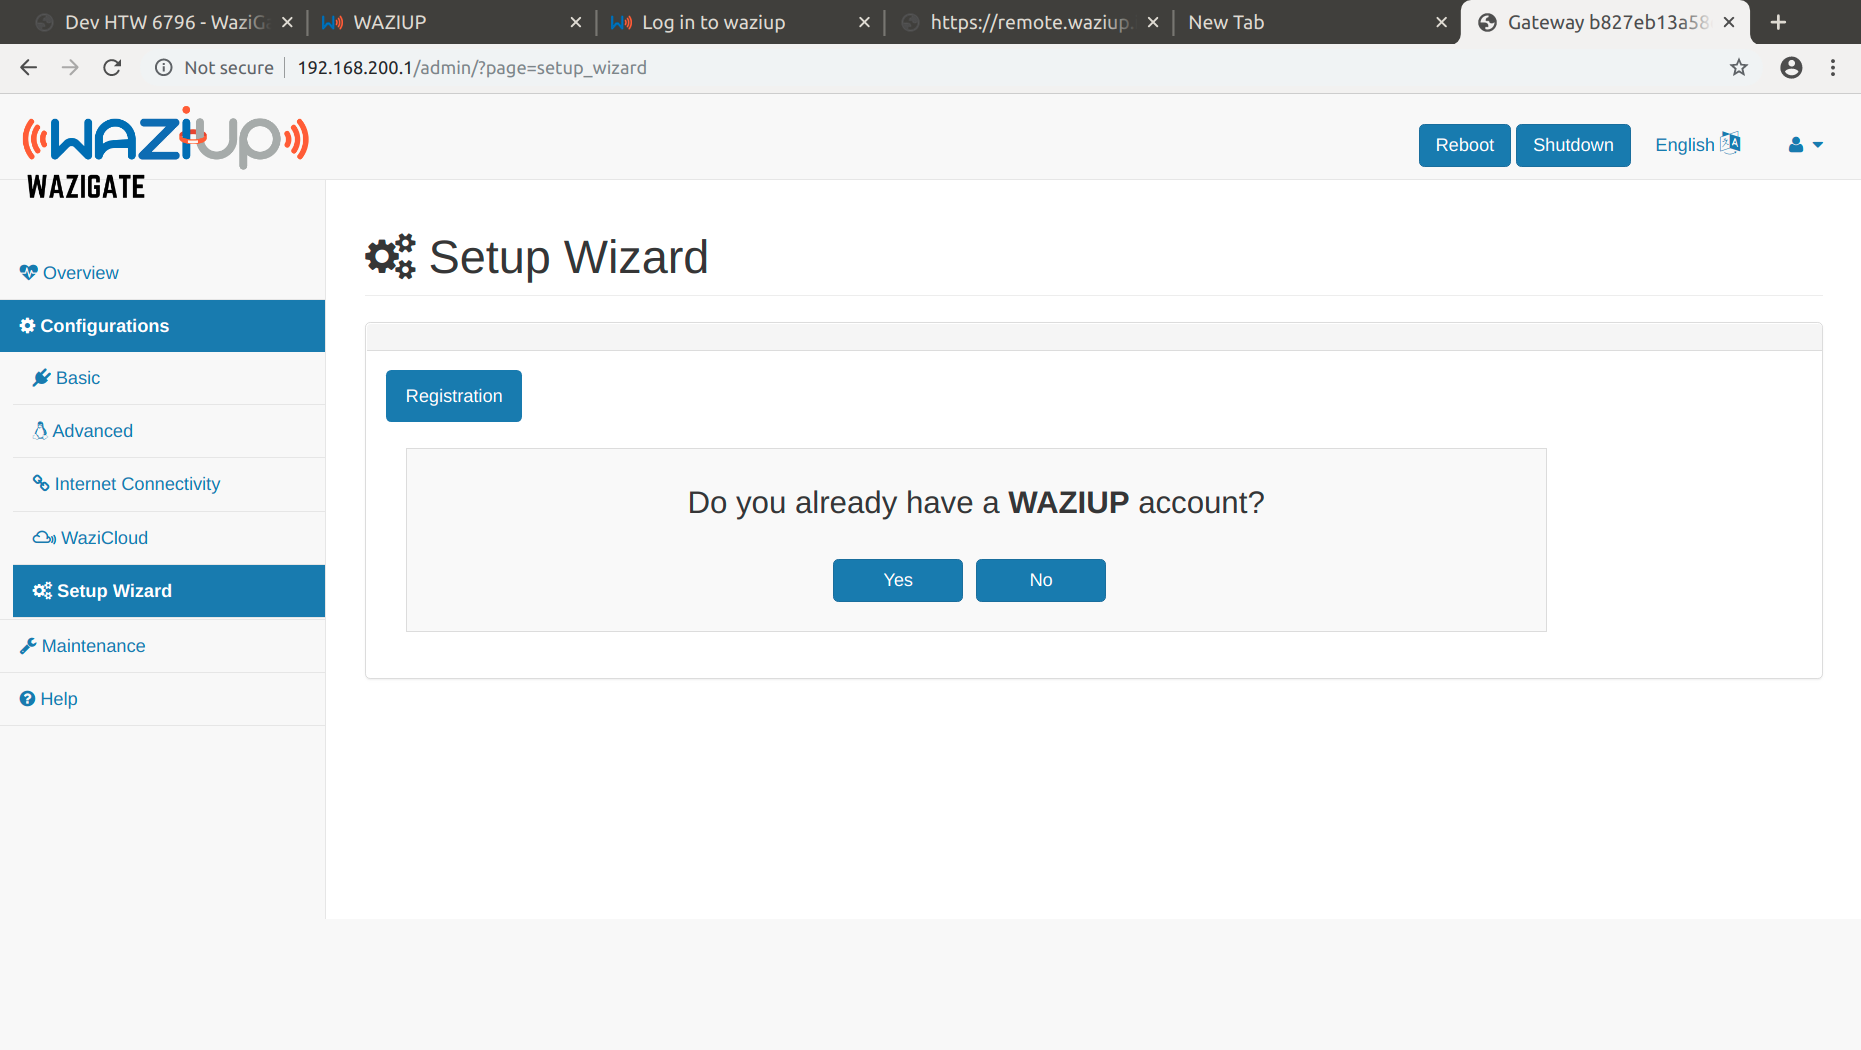 Dev HTW 6796 - WaziGa
WAZIUP
Log in to waziup
https://remote.waziup.
New Tab
Gateway b827eb13a58
Not secure
192.168.200.1/admin/?page=setup_wizard
WAZIUP
WAZIGATE
Reboot
Shutdown
English
Overview
Configurations
Basic
Advanced
Internet Connectivity
WaziCloud
Setup Wizard
Maintenance
Help
Setup Wizard
Registration
Do you already have a WAZIUP account?
Yes
No